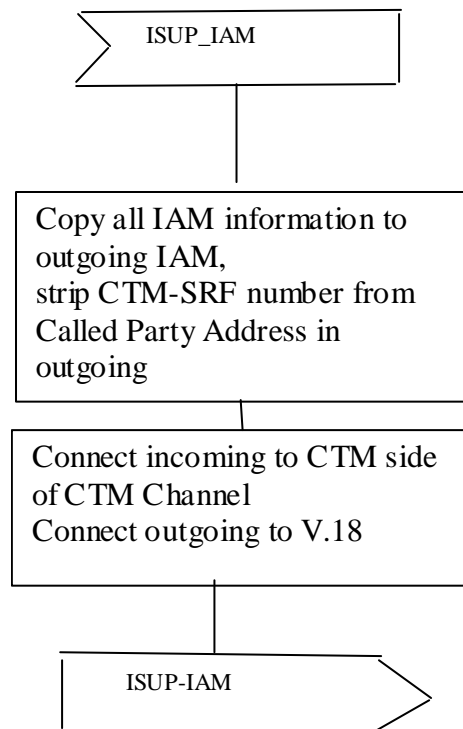 ISUP_IAM
Copy all IAM information to
outgoing IAM,
strip CTM-SRF number from
Called Party Address in
outgoing
Connect incoming to CTM side
of CTM Channel
Connect outgoing to V.18
ISUP-IAM